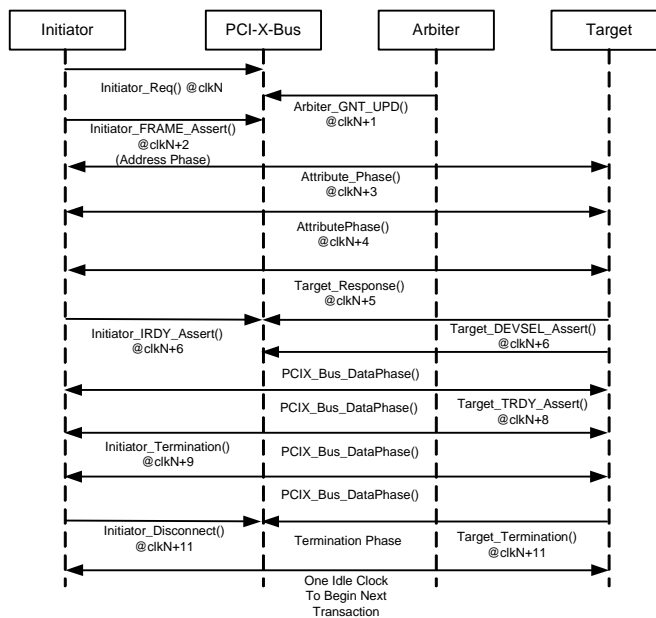 Initiator
PCI-X-Bus
Arbiter
Target
Initiator_Req() @clkN
Arbiter_GNT_UPD()
@clkN+1
Initiator_FRAME_Assert()
@clkN+2
(Address Phase)
Attribute_Phase()
@clkN+3
AttributePhase()
@clkN+4
Target_Response()
@clkN+5
Initiator_IRDY_Assert()
@clkN+6
Target_DEVSEL_Assert()
@clkN+6
PCIX_Bus_DataPhase()
PCIX_Bus_DataPhase()
Target_TRDY_Assert()
@clkN+8
Initiator_Termination()
@clkN+9
PCIX_Bus_DataPhase()
PCIX_Bus_DataPhase()
Initiator_Disconnect()
@clkN+11
Termination Phase
Target_Termination()
@clkN+11
One Idle Clock
To Begin Next
Transaction